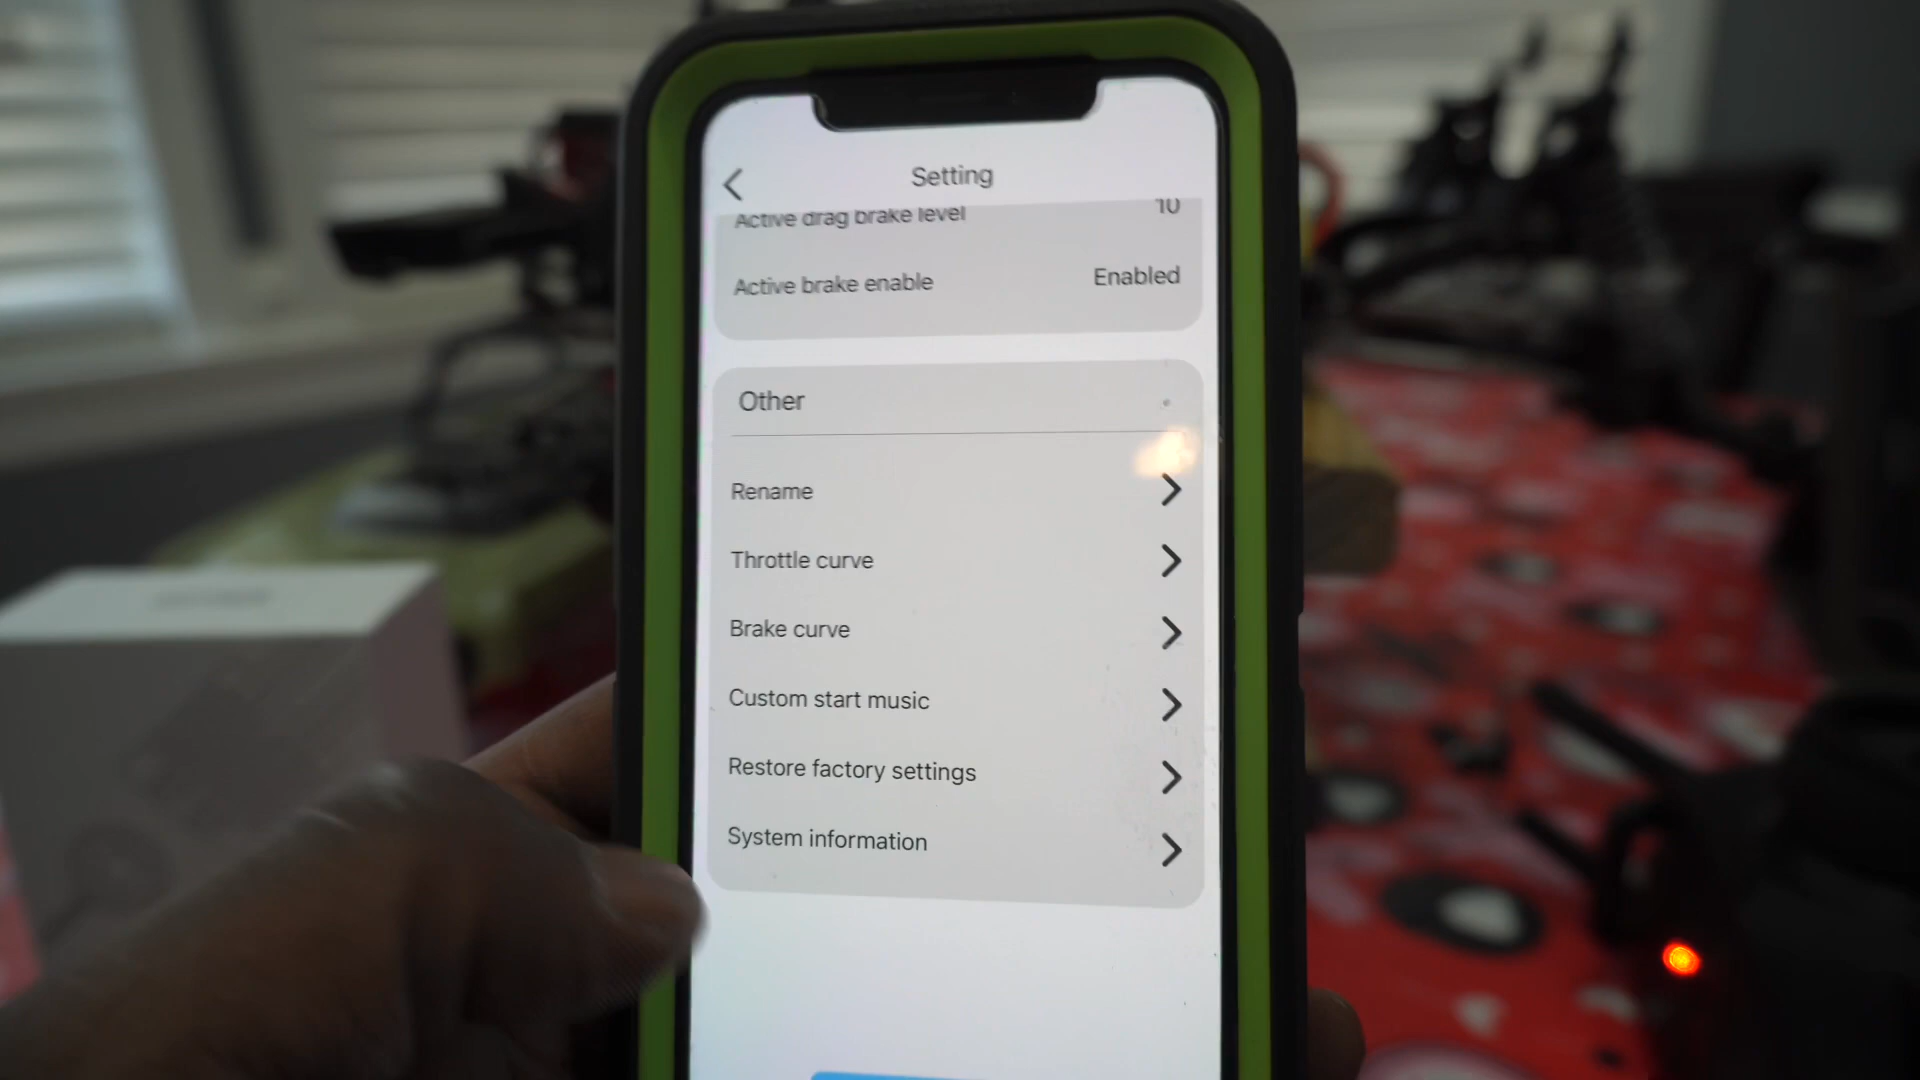 Setting
Active drag brake level 10
Active brake enable Enabled
Other
Rename
Throttle curve
Brake curve
Custom start music
Restore factory settings
System information